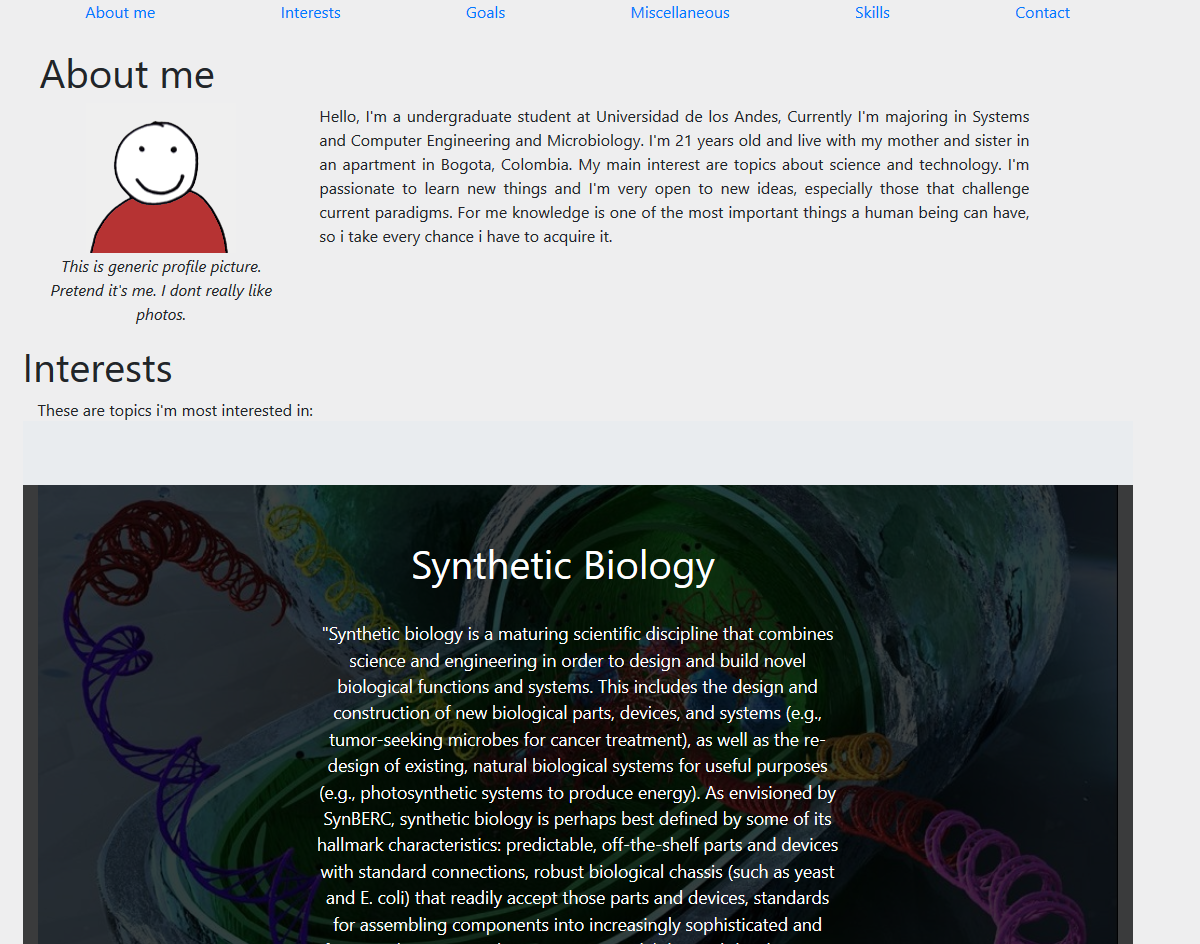 About me Interests Goals Miscellaneous Skills Contact
About me
Hello, I'm a undergraduate student at Universidad de los Andes, Currently I'm majoring in Systems
and Computer Engineering and Microbiology. I'm 21 years old and live with my mother and sister in
an apartment in Bogota, Colombia. My main interest are topics about science and technology. I'm
passionate to learn new things and I'm very open to new ideas, especially those that challenge
current paradigms. For me knowledge is one of the most important things a human being can have,
so i take every chance i have to acquire it.
This is generic profile picture.
Pretend it's me. I dont really like
photos.
Interests
These are topics i'm most interested in:
Synthetic Biology
"Synthetic biology is a maturing scientific discipline that combines
science and engineering in order to design and build novel
biological functions and systems. This includes the design and
construction of new biological parts, devices, and systems (e.g.,
tumor-seeking microbes for cancer treatment), as well as the re-
design of existing, natural biological systems for useful purposes
(e.g., photosynthetic systems to produce energy). As envisioned by
SynBERC, synthetic biology is perhaps best defined by some of its
hallmark characteristics: predictable, off-the-shelf parts and devices
with standard connections, robust biological chassis (such as yeast
and E. coli) that readily accept those parts and devices, standards
for assembling components into increasingly sophisticated and